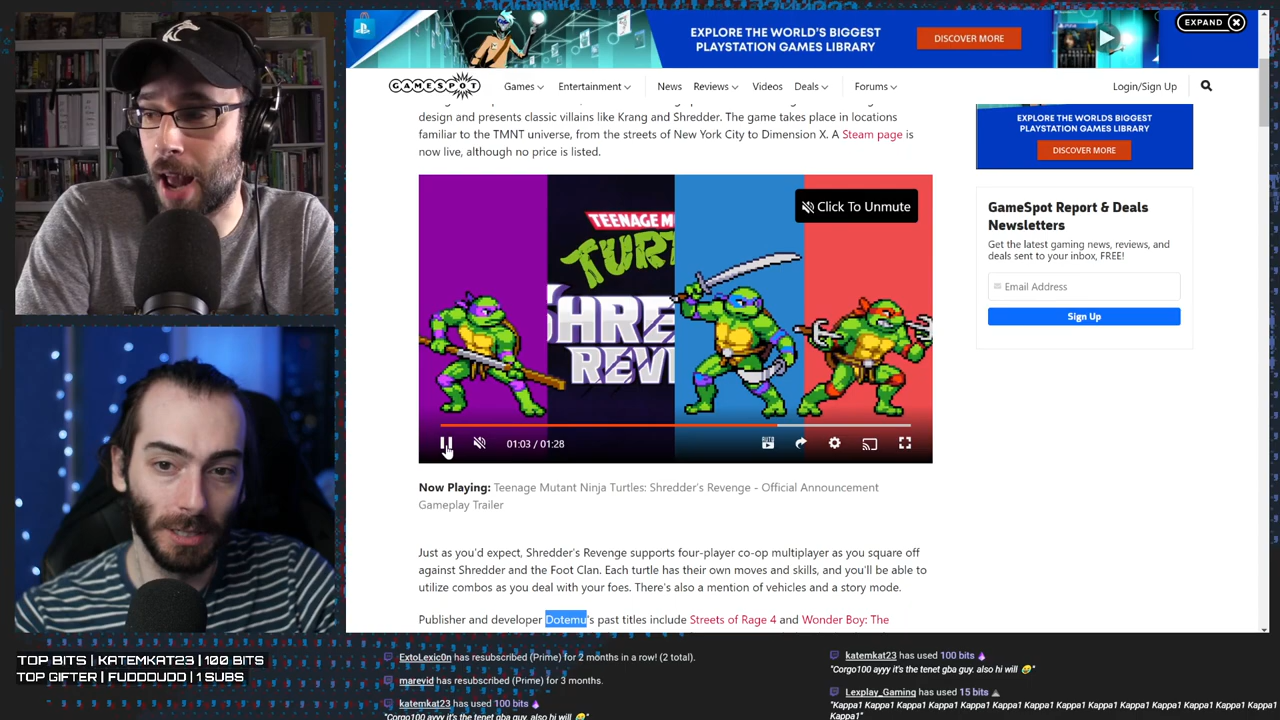 EXPLORE THE WORLD'S BIGGEST
PLAYSTATION GAMES LIBRARY
DISCOVER MORE
EXPAND
GAMESPOT
Games
Entertainment
News
Reviews
Videos
Deals
Forums
Login/Sign Up
design and presents classic villains like Krang and Shredder. The game takes place in locations
familiar to the TMNT universe, from the streets of New York City to Dimension X. A Steam page is
now live, although no price is listed.
EXPLORE THE WORLDS BIGGEST
PLAYSTATION GAMES LIBRARY
DISCOVER MORE
Click To Unmute
TEENAGE M
TURT
SHRE
REV
01:03 / 01:28
GameSpot Report & Deals
Newsletters
Get the latest gaming news, reviews, and
deals sent to your inbox, FREE!
Email Address
Sign Up
Now Playing: Teenage Mutant Ninja Turtles: Shredder's Revenge - Official Announcement
Gameplay Trailer
Just as you'd expect, Shredder's Revenge supports four-player co-op multiplayer as you square off
against Shredder and the Foot Clan. Each turtle has their own moves and skills, and you'll be able to
utilize combos as you deal with your foes. There's also a mention of vehicles and a story mode.
Publisher and developer Dotemu's past titles include Streets of Rage 4 and Wonder Boy: The
TOP BITS | KATEMKAT23 | 100 BITS
TOP GIFTER | FUDDOUDO | 1 SUBS
ExtoLexic0n has resubscribed (Prime) for 2 months in a row! (2 total).
marevid has resubscribed (Prime) for 3 months.
katemkat23 has used 100 bits
"Corgo100 ayyy it's the tenet gba guy. also hi will
katemkat23 has used 100 bits
"Corgo100 ayyy it's the tenet gba guy. also hi will "
Lexplay_Gaming has used 15 bits
"Kappa1 Kappa1 Kappa1 Kappa1 Kappa1 Kappa1 Kappa1 Kappa1 Kappa1 Kappa1 Kappa1 Kappa1 Kappa1 Kappa1
Kappa1"